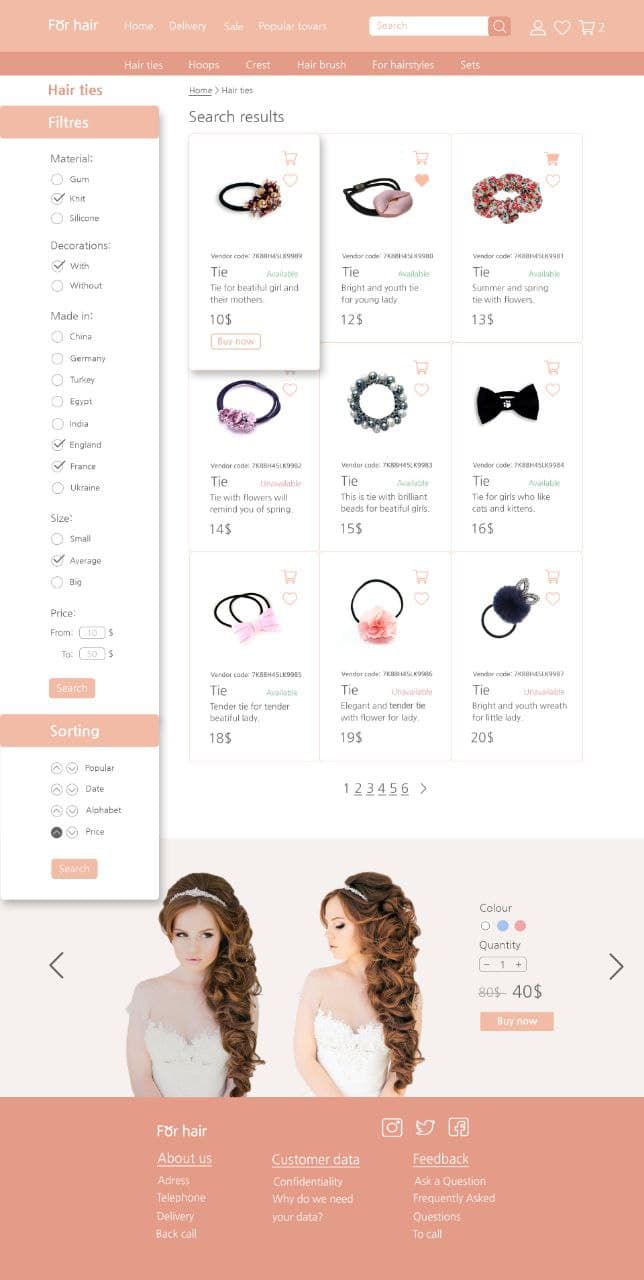 För hair
Home Delivery Sale Popular tovars
Search
2
Hair ties Hoops Crest Hair brush For hairstyles Sets
Hair ties
Home > Hair ties
Filtres
Search results
Material:
Gum
Knit
Silicone
Decorations:
With
Without
Made in:
China
Germany
Turkey
Egypt
India
England
France
Ukraine
Size:
Small
Average
Big
Price:
From: 10 $
To: 50 $
Search
Sorting
Popular
Date
Alphabet
Price
Search
Vendor code: 7K88H45LK9989
Tie Available
Tie for beatiful girl and
their mothers.
10$
Buy now
Vendor code: 7K88H45LK9980
Tie Available
Bright and youth tie
for young lady.
12$
Vendor code: 7K88H45LK9981
Tie Available
Summer and spring
tie with flowers.
13$
Vendor code: 7K88H45LK9982
Tie Unavailable
Tie with flowers will
remind you of spring.
14$
Vendor code: 7K88H45LK9983
Tie Available
This is tie with brilliant
beads for beatiful girls.
15$
Vendor code: 7K88H45LK9984
Tie Available
Tie for girls who like
cats and kittens.
16$
Vendor code: 7K88H45LK9985
Tie Available
Tender tie for tender
beatiful lady.
18$
Vendor code: 7K88H45LK9986
Tie Unavailable
Elegant and tender tie
with flower for lady.
19$
Vendor code: 7K88H45LK9987
Tie Unavailable
Bright and youth wreath
for little lady.
20$
1 2 3 4 5 6 >
Colour
Quantity
− 1 +
80$ 40$
Buy now
För hair
About us
Adress
Telephone
Delivery
Back call
Customer data
Confidentiality
Why do we need
your data?
Feedback
Ask a Question
Frequently Asked
Questions
To call